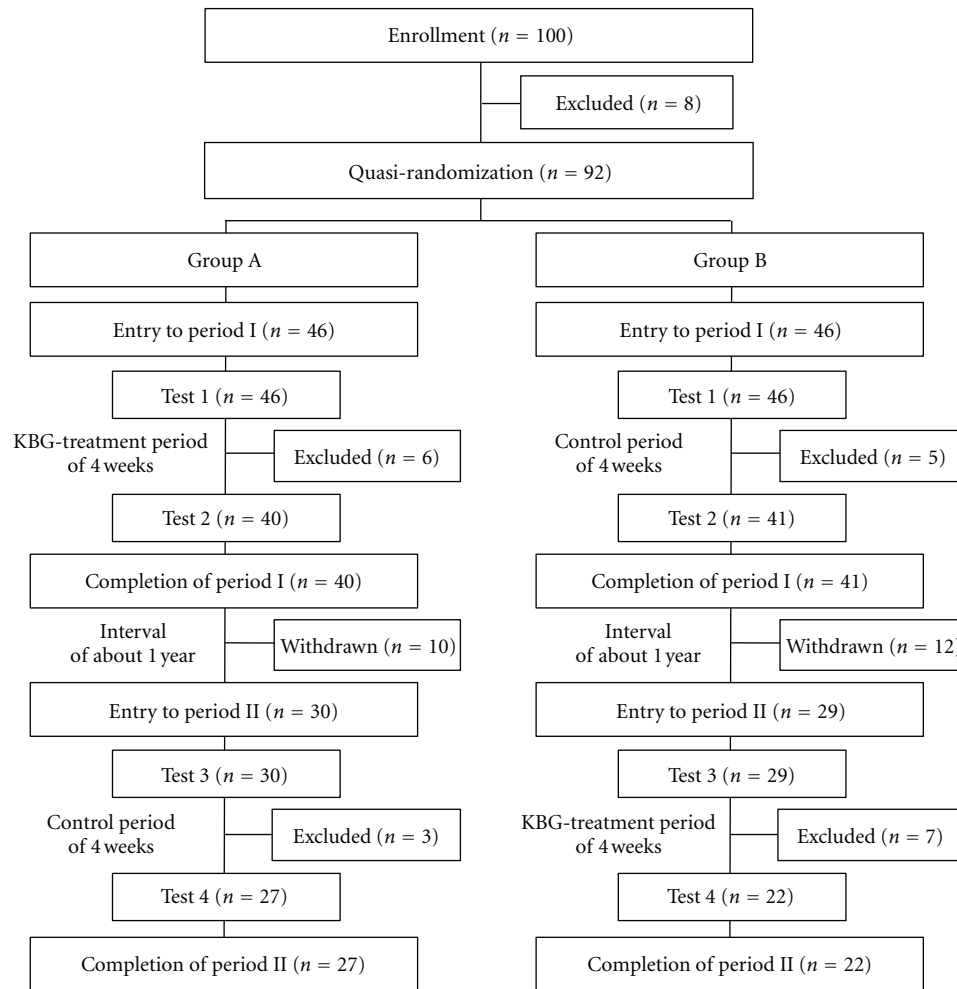 Enrollment (n = 100)
Excluded (n = 8)
Quasi-randomization (n = 92)
Group A
Entry to period I (n = 46)
Test 1 (n = 46)
KBG-treatment period
of 4 weeks
Excluded (n = 6)
Test 2 (n = 40)
Completion of period I (n = 40)
Interval
of about 1 year
Withdrawn (n = 10)
Entry to period II (n = 30)
Test 3 (n = 30)
Control period
of 4 weeks
Excluded (n = 3)
Test 4 (n = 27)
Completion of period II (n = 27)
Group B
Entry to period I (n = 46)
Test 1 (n = 46)
Control period
of 4 weeks
Excluded (n = 5)
Test 2 (n = 41)
Completion of period I (n = 41)
Interval
of about 1 year
Withdrawn (n = 12)
Entry to period II (n = 29)
Test 3 (n = 29)
KBG-treatment period
of 4 weeks
Excluded (n = 7)
Test 4 (n = 22)
Completion of period II (n = 22)